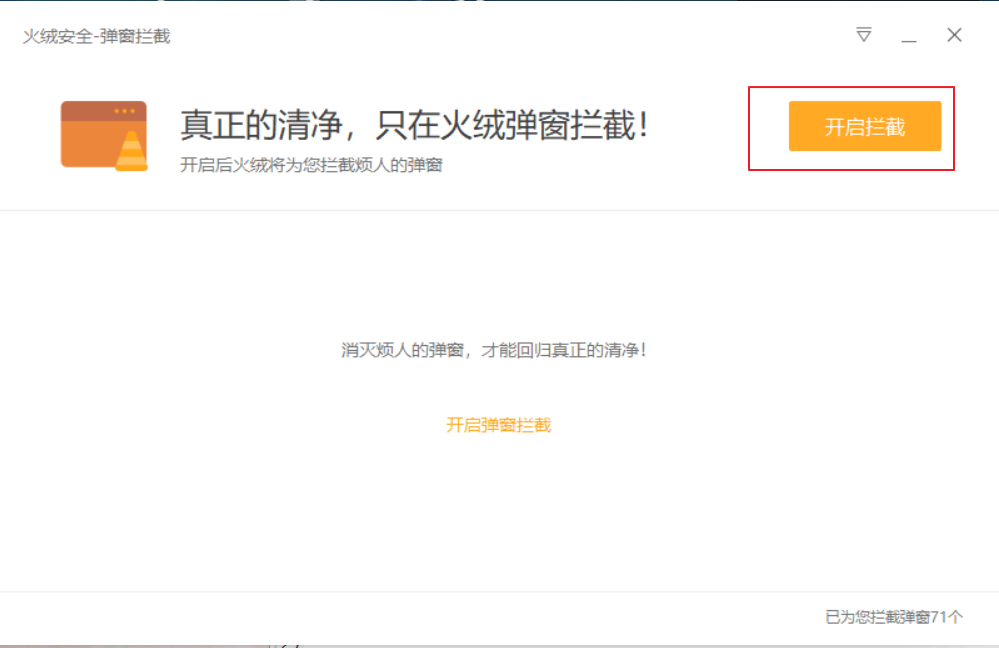 火绒安全-弹窗拦截
真正的清净，只在火绒弹窗拦截！
开启后火绒将为您拦截烦人的弹窗
开启拦截
消灭烦人的弹窗，才能回归真正的清净！
开启弹窗拦截
已为您拦截弹窗71个